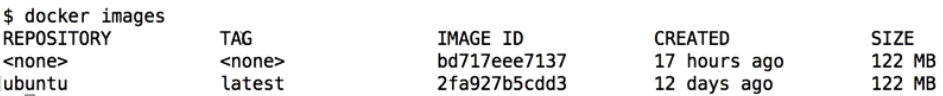 $ docker images
REPOSITORY TAG IMAGE ID CREATED SIZE
<none> <none> bd717eee7137 17 hours ago 122 MB
ubuntu latest 2fa927b5cdd3 12 days ago 122 MB